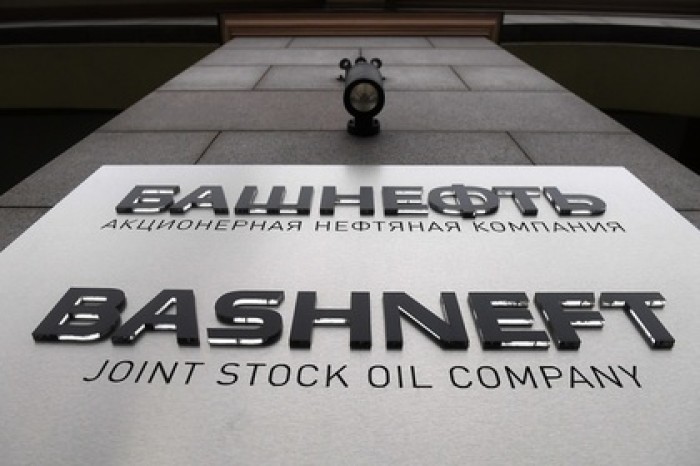 БАШНЕФТЬ
АКЦИОНЕРНАЯ НЕФТЯНАЯ КОМПАНИЯ
BASHNEFT
JOINT STOCK OIL COMPANY